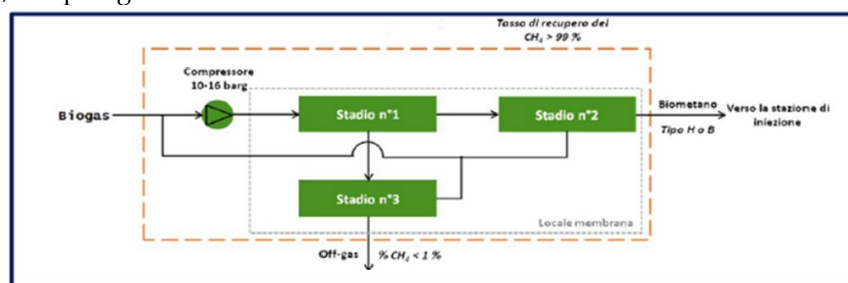 Tasso di recupero del
CH₄ > 99 %
Compressore
10-16 barg
Biogas
Stadio n°1
Stadio n°2
Biometano
Tipo H o B
Verso la stazione di
iniezione
Stadio n°3
Locale membrana
Off-gas
% CH₄ < 1 %